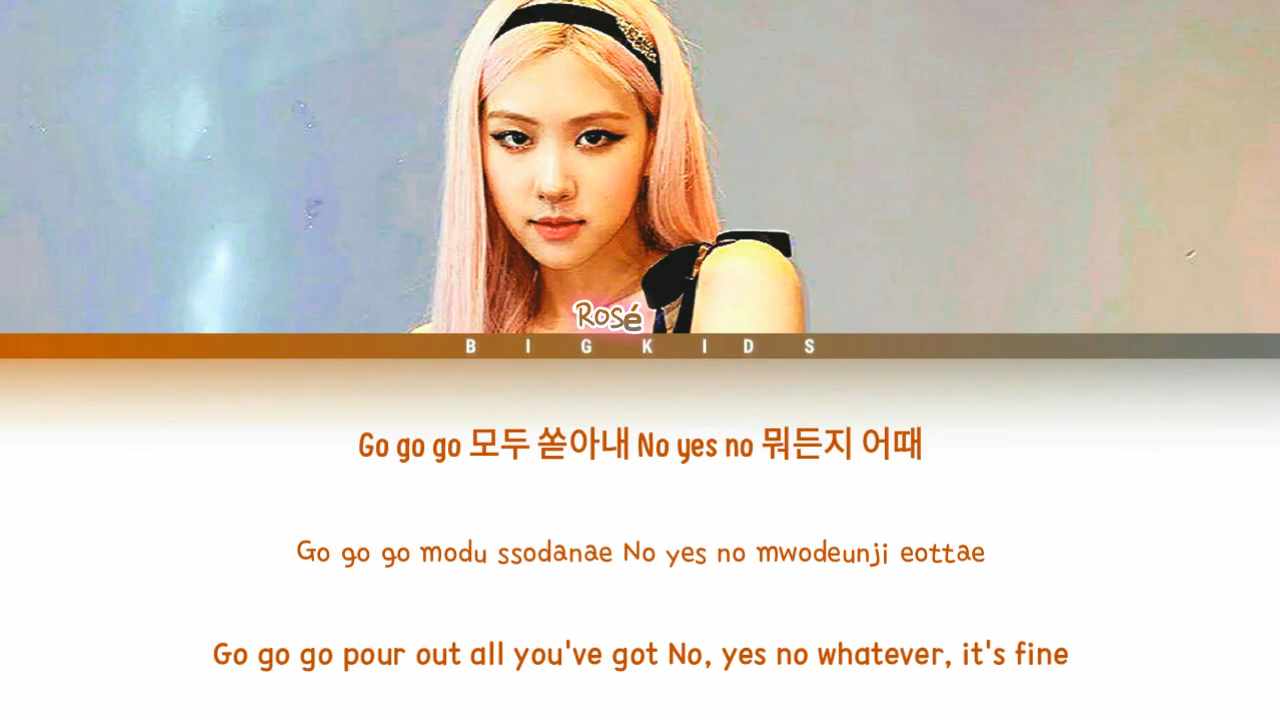 Rosé
BIGKIDS
Go go go 모두 쏟아내 No yes no 뭐든지 어때
Go go go modu ssodanae No yes no mwodeunji eottae
Go go go pour out all you've got No, yes no whatever, it's fine